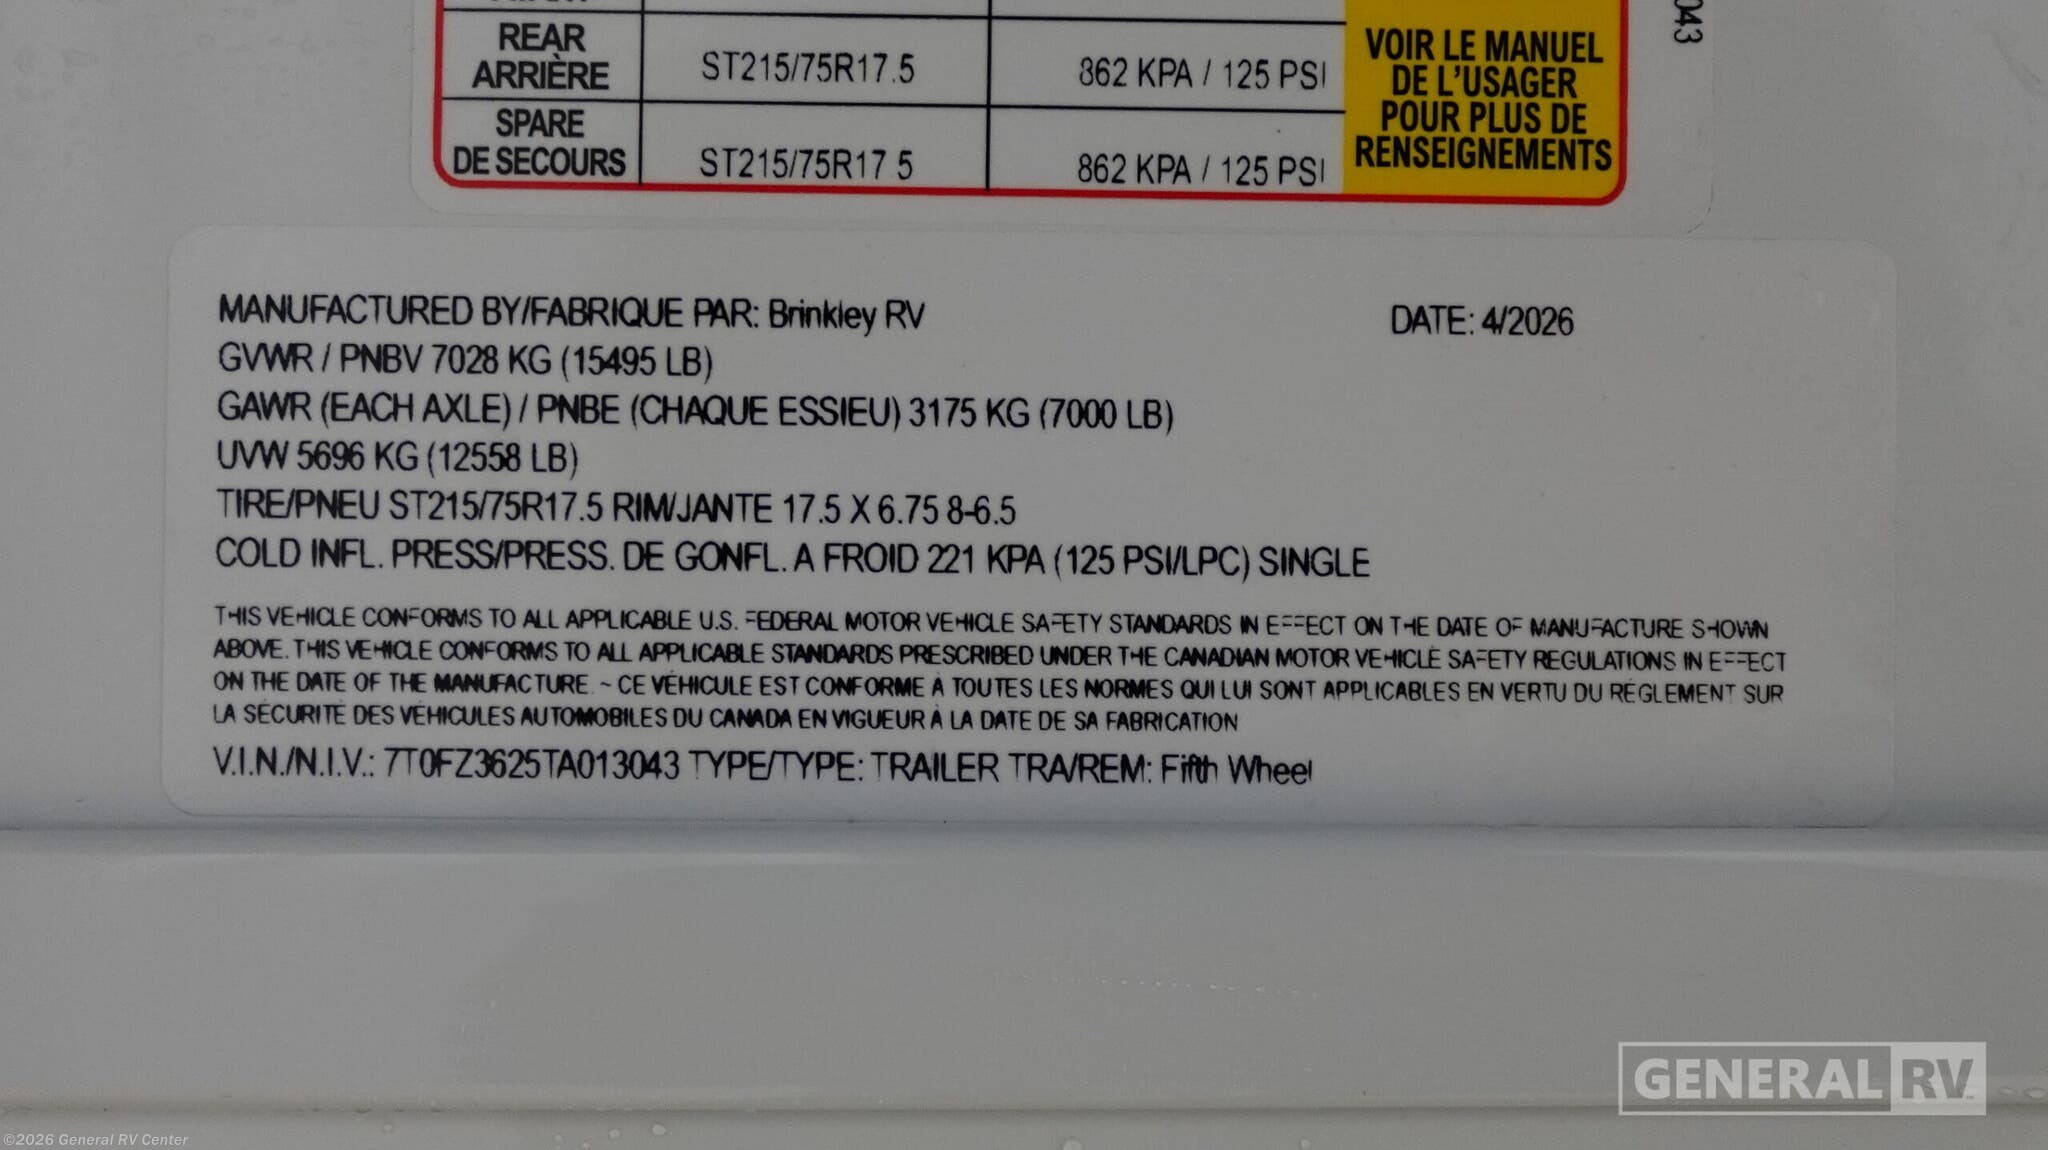 REAR
ARRIÈRE
ST215/75R17.5
862 KPA / 125 PSI
SPARE
DE SECOURS
ST215/75R17.5
862 KPA / 125 PSI
VOIR LE MANUEL
DE L'USAGER
POUR PLUS DE
RENSEIGNEMENTS
043
MANUFACTURED BY/FABRIQUE PAR: Brinkley RV
DATE: 4/2026
GVWR / PNBV 7028 KG (15495 LB)
GAWR (EACH AXLE) / PNBE (CHAQUE ESSIEU) 3175 KG (7000 LB)
UVW 5696 KG (12558 LB)
TIRE/PNEU ST215/75R17.5 RIM/JANTE 17.5 X 6.75 8-6.5
COLD INFL. PRESS/PRESS. DE GONFL. A FROID 221 KPA (125 PSI/LPC) SINGLE
THIS VEHICLE CONFORMS TO ALL APPLICABLE U.S. FEDERAL MOTOR VEHICLE SAFETY STANDARDS IN EFFECT ON THE DATE OF MANUFACTURE SHOWN
ABOVE. THIS VEHICLE CONFORMS TO ALL APPLICABLE STANDARDS PRESCRIBED UNDER THE CANADIAN MOTOR VEHICLE SAFETY REGULATIONS IN EFFECT
ON THE DATE OF THE MANUFACTURE. ~ CE VÉHICULE EST CONFORME À TOUTES LES NORMES QUI LUI SONT APPLICABLES EN VERTU DU RÉGLEMENT SUR
LA SÉCURITÉ DES VÉHICULES AUTOMOBILES DU CANADA EN VIGUEUR À LA DATE DE SA FABRICATION
V.I.N./N.I.V.: 7T0FZ3625TA013043 TYPE/TYPE: TRAILER TRA/REM: Fifth Wheel
GENERAL RV
©2026 General RV Center